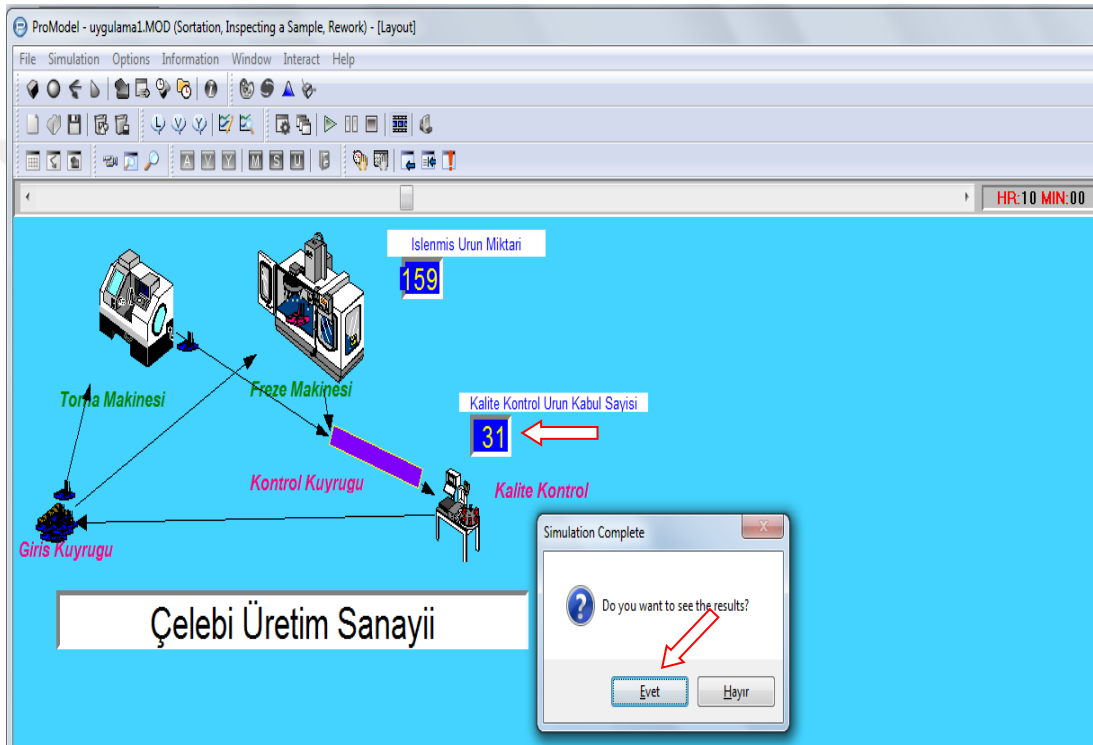 ProModel - uygulama1.MOD (Sortation, Inspecting a Sample, Rework) - [Layout]
File Simulation Options Information Window Interact Help
L V Y
A V Y M S U
HR:10 MIN:00
Islenmis Urun Miktari
159
Torna Makinesi
Freze Makinesi
Kalite Kontrol Urun Kabul Sayisi
31
Kontrol Kuyrugu
Kalite Kontrol
Giris Kuyrugu
Simulation Complete
x
Do you want to see the results?
Evet Hayır
Çelebi Üretim Sanayii